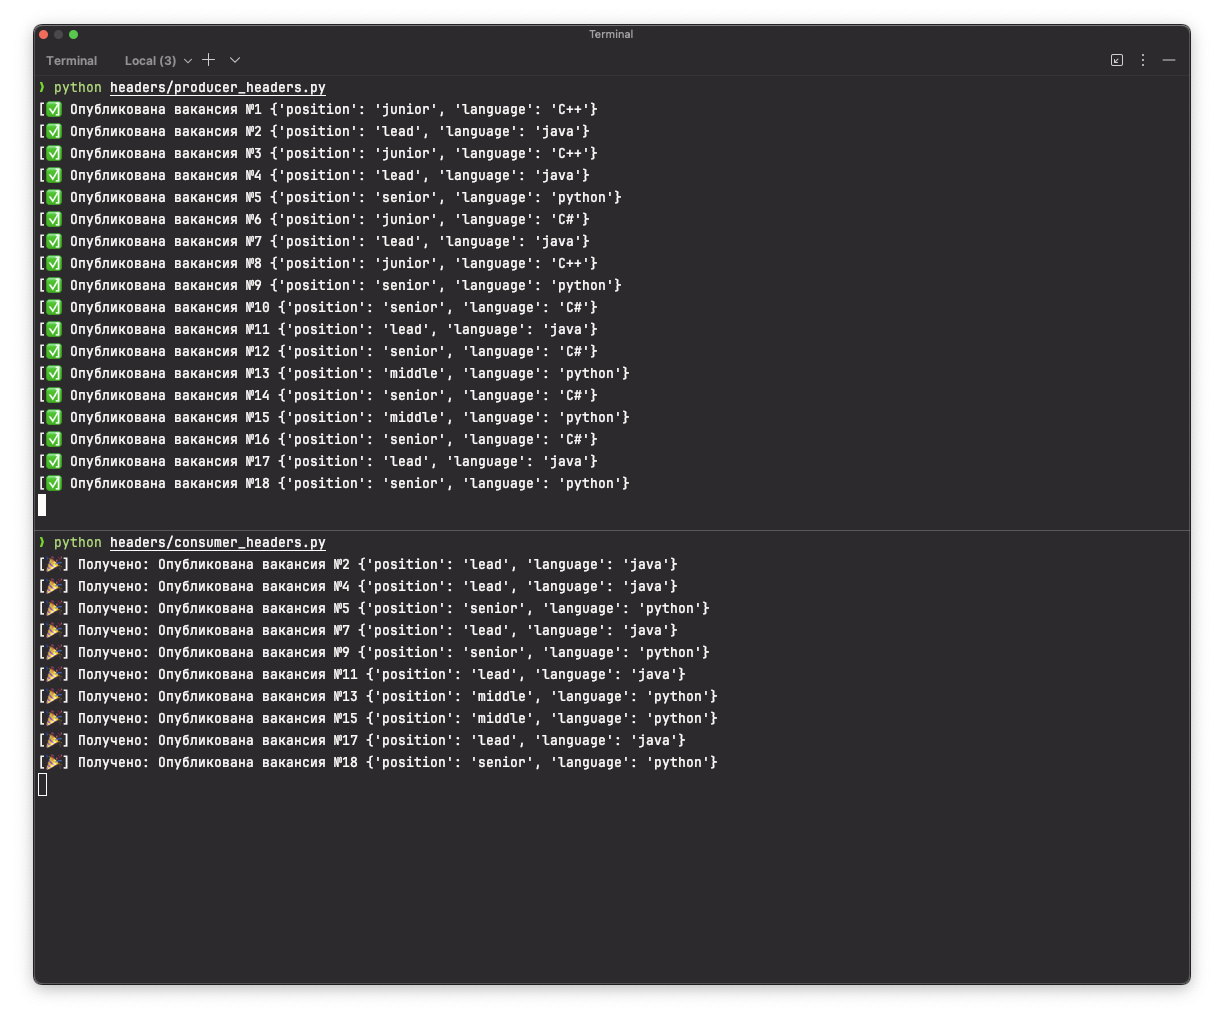 Terminal
Terminal Local (3)
❯ python headers/producer_headers.py
[✅ Опубликована вакансия №1 {'position': 'junior', 'language': 'C++'}
[✅ Опубликована вакансия №2 {'position': 'lead', 'language': 'java'}
[✅ Опубликована вакансия №3 {'position': 'junior', 'language': 'C++'}
[✅ Опубликована вакансия №4 {'position': 'lead', 'language': 'java'}
[✅ Опубликована вакансия №5 {'position': 'senior', 'language': 'python'}
[✅ Опубликована вакансия №6 {'position': 'junior', 'language': 'C#'}
[✅ Опубликована вакансия №7 {'position': 'lead', 'language': 'java'}
[✅ Опубликована вакансия №8 {'position': 'junior', 'language': 'C++'}
[✅ Опубликована вакансия №9 {'position': 'senior', 'language': 'python'}
[✅ Опубликована вакансия №10 {'position': 'senior', 'language': 'C#'}
[✅ Опубликована вакансия №11 {'position': 'lead', 'language': 'java'}
[✅ Опубликована вакансия №12 {'position': 'senior', 'language': 'C#'}
[✅ Опубликована вакансия №13 {'position': 'middle', 'language': 'python'}
[✅ Опубликована вакансия №14 {'position': 'senior', 'language': 'C#'}
[✅ Опубликована вакансия №15 {'position': 'middle', 'language': 'python'}
[✅ Опубликована вакансия №16 {'position': 'senior', 'language': 'C#'}
[✅ Опубликована вакансия №17 {'position': 'lead', 'language': 'java'}
[✅ Опубликована вакансия №18 {'position': 'senior', 'language': 'python'}
❯ python headers/consumer_headers.py
[🎉] Получено: Опубликована вакансия №2 {'position': 'lead', 'language': 'java'}
[🎉] Получено: Опубликована вакансия №4 {'position': 'lead', 'language': 'java'}
[🎉] Получено: Опубликована вакансия №5 {'position': 'senior', 'language': 'python'}
[🎉] Получено: Опубликована вакансия №7 {'position': 'lead', 'language': 'java'}
[🎉] Получено: Опубликована вакансия №9 {'position': 'senior', 'language': 'python'}
[🎉] Получено: Опубликована вакансия №11 {'position': 'lead', 'language': 'java'}
[🎉] Получено: Опубликована вакансия №13 {'position': 'middle', 'language': 'python'}
[🎉] Получено: Опубликована вакансия №15 {'position': 'middle', 'language': 'python'}
[🎉] Получено: Опубликована вакансия №17 {'position': 'lead', 'language': 'java'}
[🎉] Получено: Опубликована вакансия №18 {'position': 'senior', 'language': 'python'}